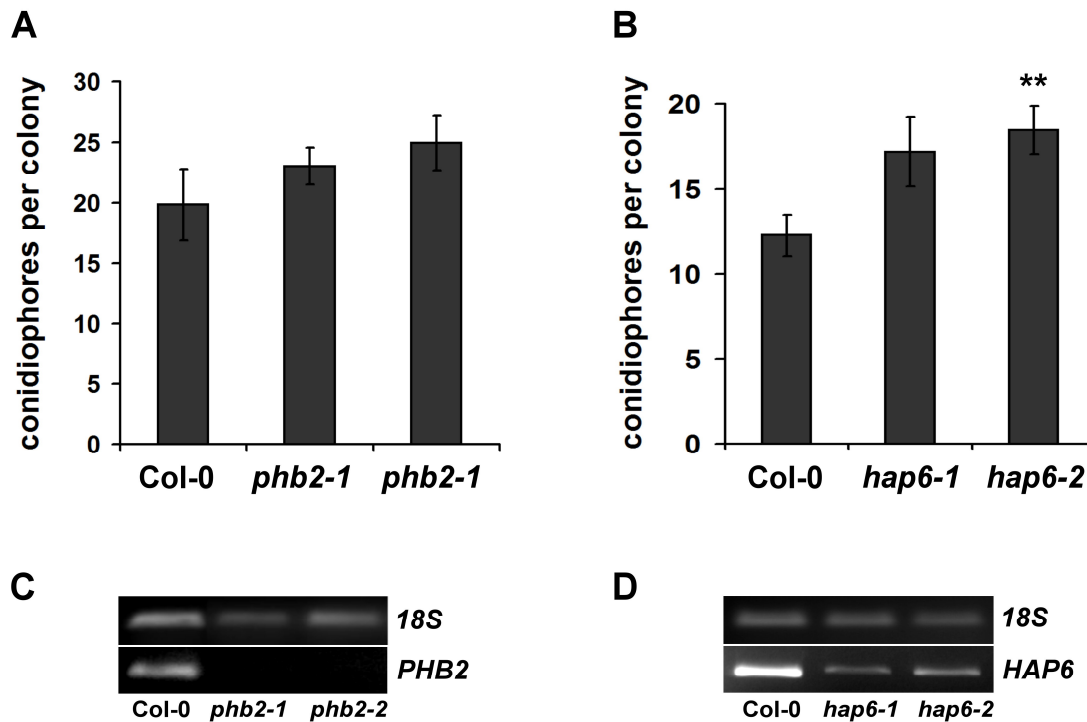 A
conidiophores per colony
30
25
20
15
10
5
0
Col-0 phb2-1 phb2-1
B
conidiophores per colony
20
15
10
5
0
**
Col-0 hap6-1 hap6-2
C
18S
PHB2
Col-0 phb2-1 phb2-2
D
18S
HAP6
Col-0 hap6-1 hap6-2